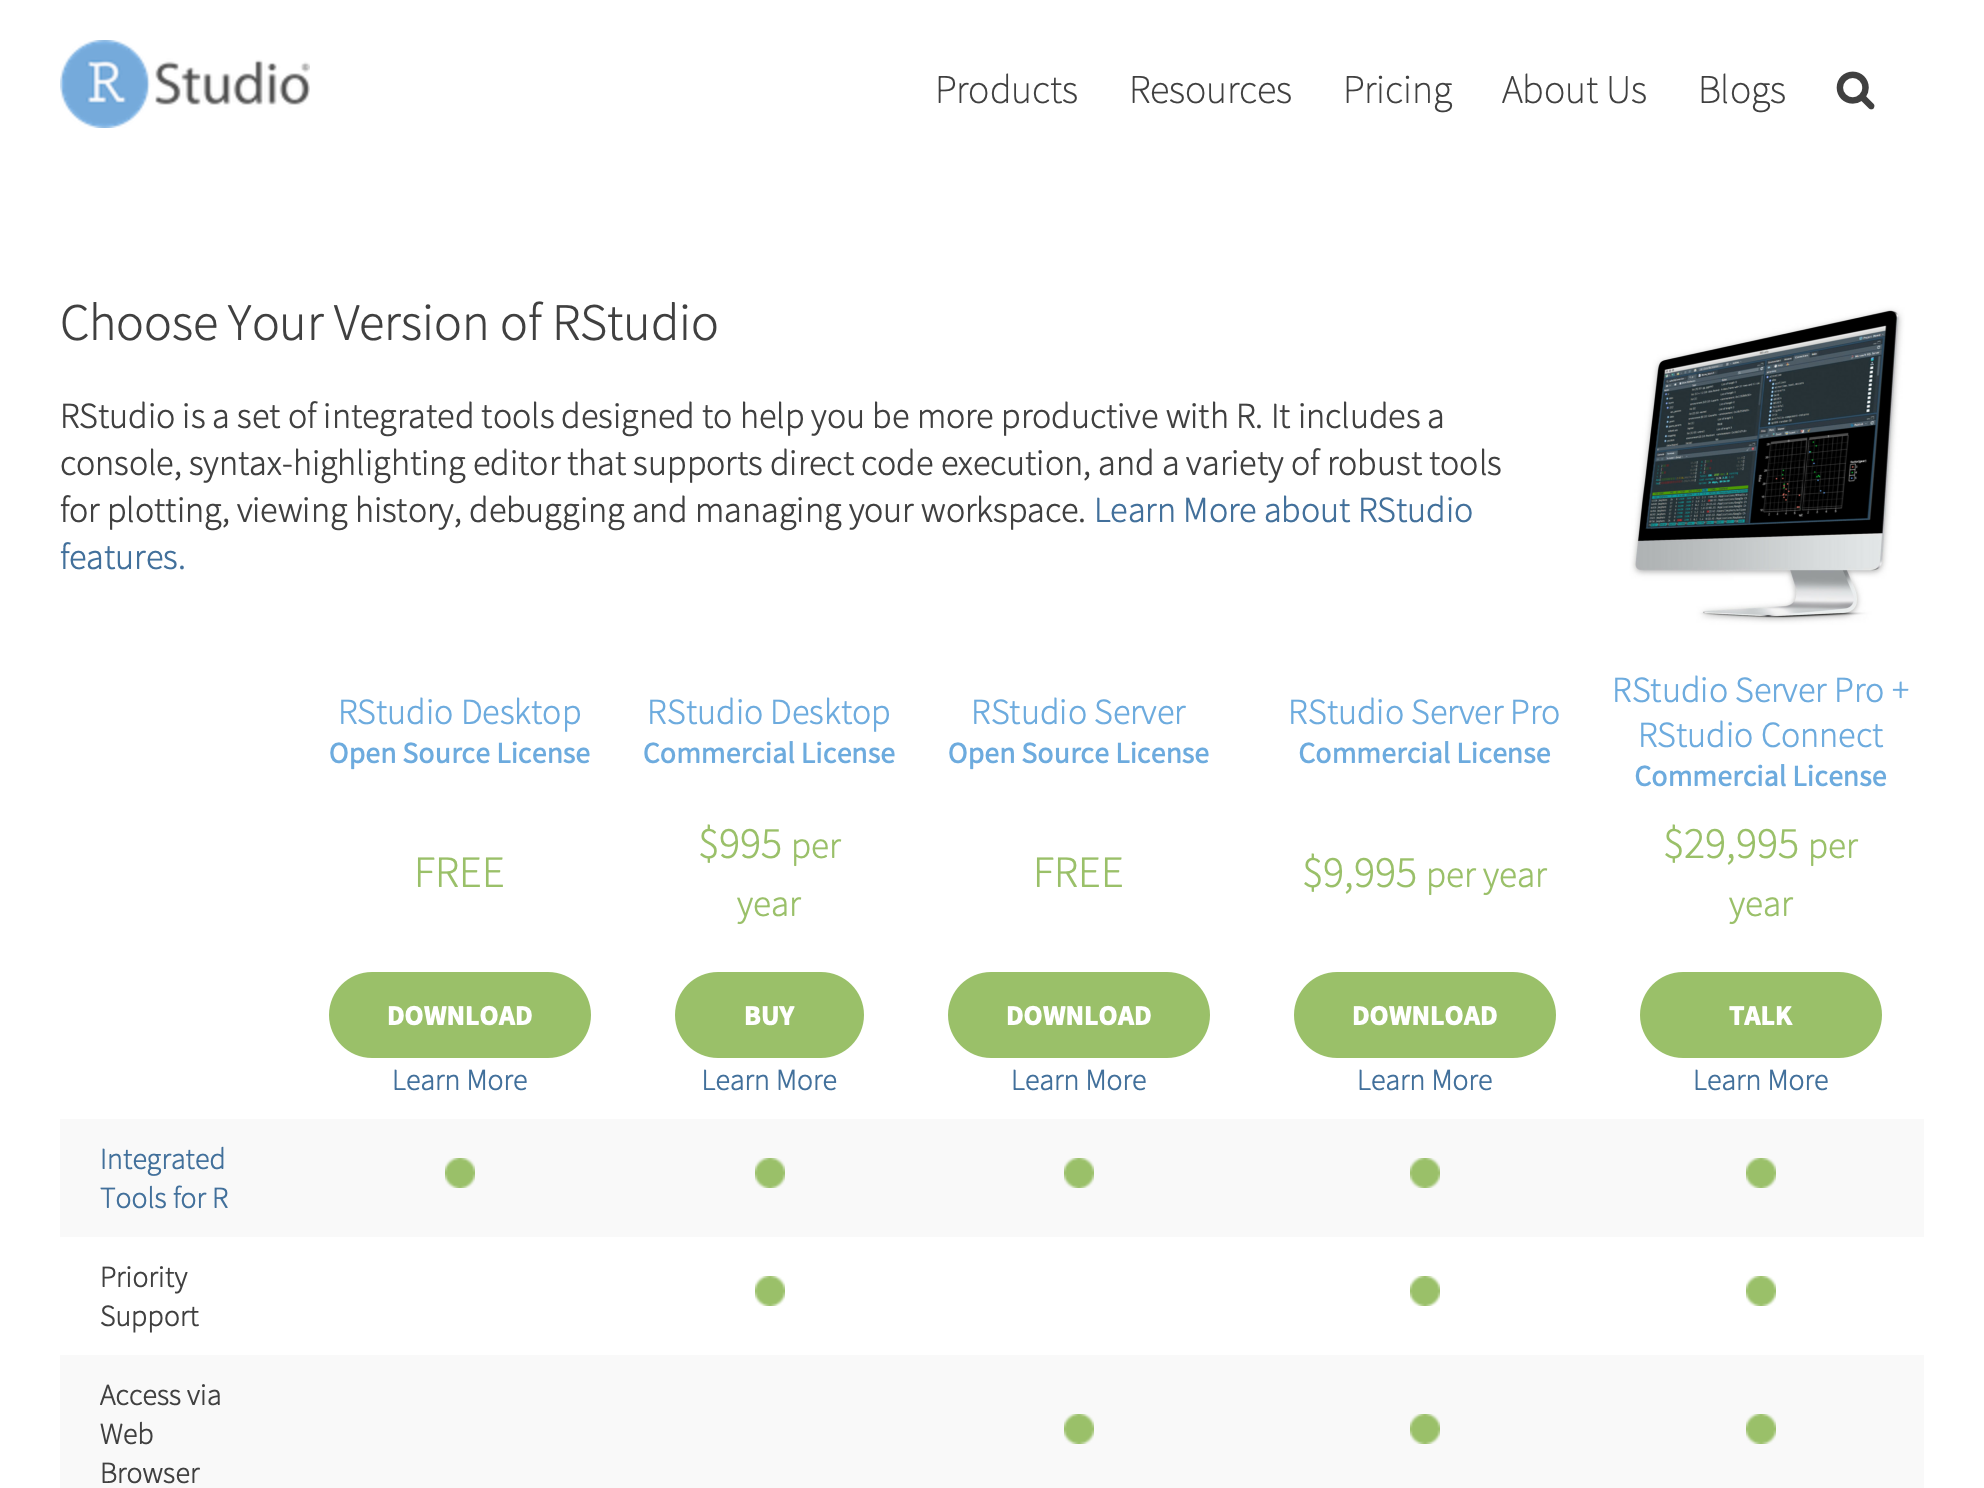 R Studio®
Products Resources Pricing About Us Blogs
Choose Your Version of RStudio
RStudio is a set of integrated tools designed to help you be more productive with R. It includes a
console, syntax-highlighting editor that supports direct code execution, and a variety of robust tools
for plotting, viewing history, debugging and managing your workspace. Learn More about RStudio
features.
RStudio Desktop
Open Source License
FREE
DOWNLOAD
Learn More
RStudio Desktop
Commercial License
$995 per
year
BUY
Learn More
RStudio Server
Open Source License
FREE
DOWNLOAD
Learn More
RStudio Server Pro
Commercial License
$9,995 per year
DOWNLOAD
Learn More
RStudio Server Pro +
RStudio Connect
Commercial License
$29,995 per
year
TALK
Learn More
Integrated
Tools for R
Priority
Support
Access via
Web
Browser